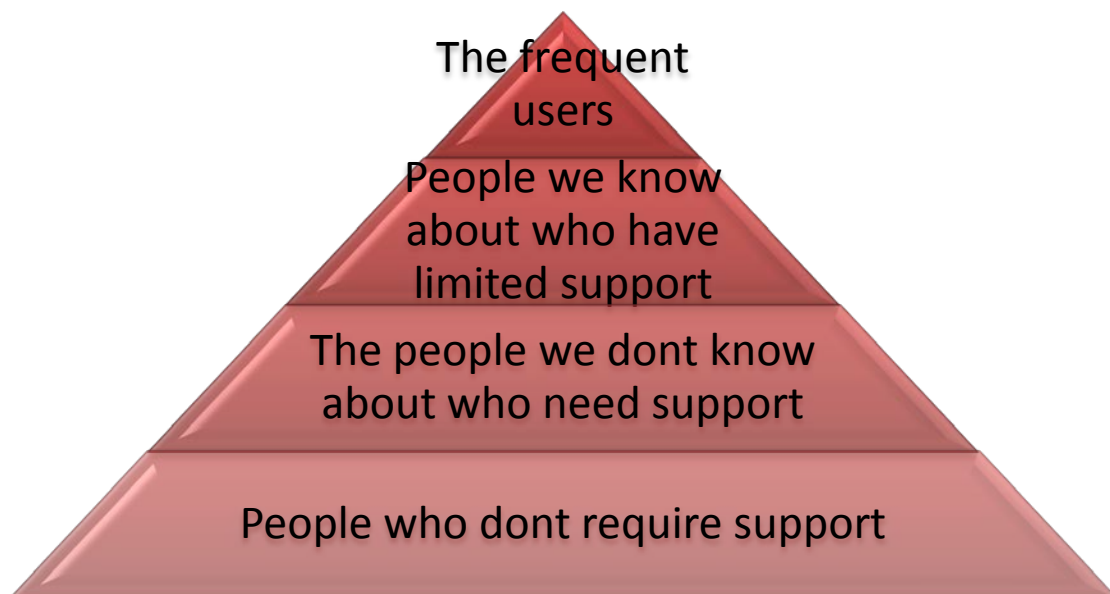 The frequent
users
People we know
about who have
limited support
The people we dont know
about who need support
People who dont require support